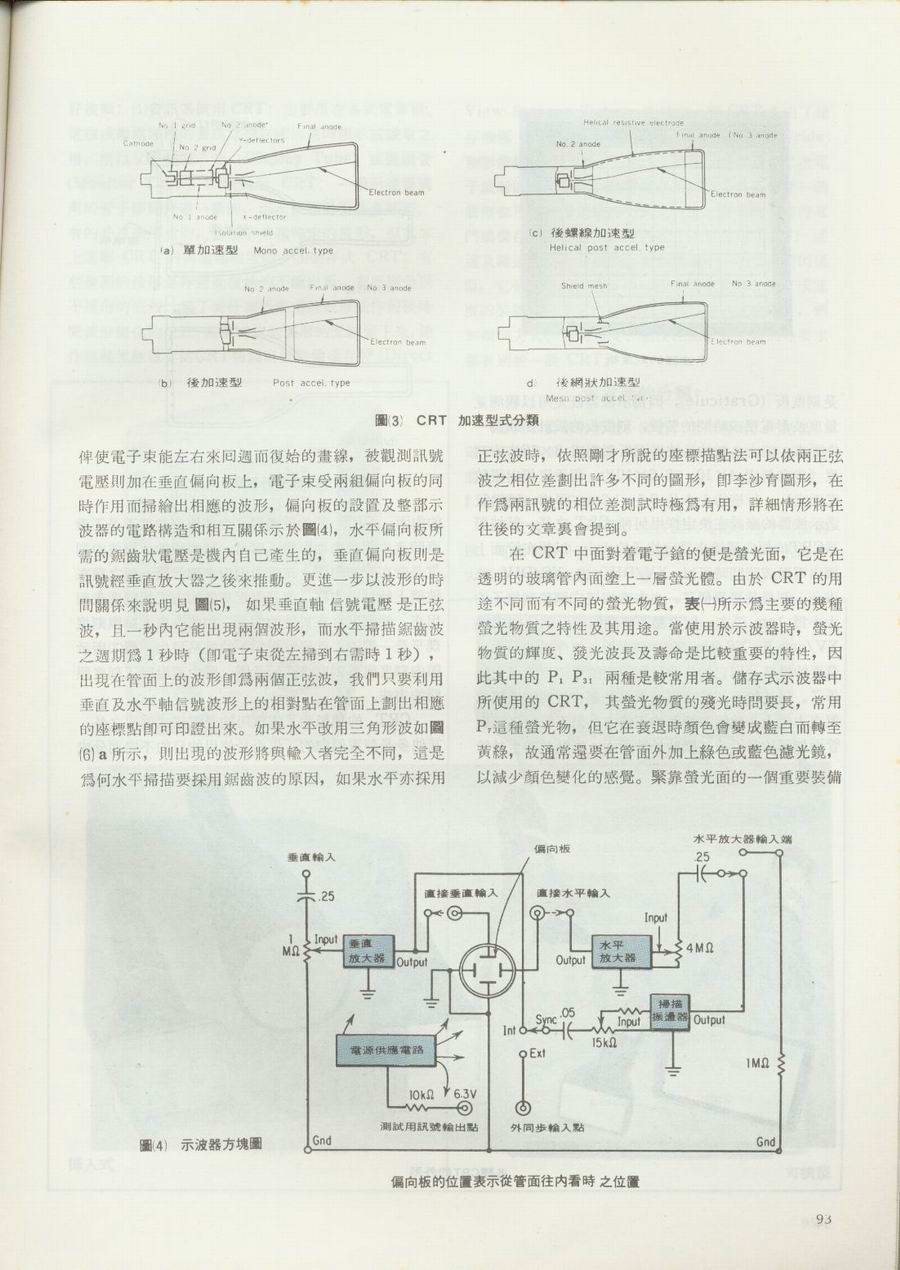 No 1 grid
No 2 anode
Final anode
Cathode
No 2 grid
Y-deflectors
Electron beam
No 1 anode
X-deflector
Isolation shield
(a) 單加速型 Mono accel. type
Helical resistive electrode
No. 2 anode
Final anode (No 3 anode
Electron beam
(c) 後螺線加速型
Helical post accel. type
No 2 anode
Final anode
No 3 anode
Electron beam
(b) 後加速型 Post accel. type
Shield mesh
Final anode
No 3 anode
Electron beam
d 後網狀加速型
Mesh post accel. type
圖(3) CRT 加速型式分類
俾使電子束能左右來囘週而復始的畫線，被觀測訊號
電壓則加在垂直偏向板上，電子束受兩組偏向板的同
時作用而掃繪出相應的波形，偏向板的設置及整部示
波器的電路構造和相互關係示於圖(4)，水平偏向板所
需的鋸齒狀電壓是機內自己產生的，垂直偏向板則是
訊號經垂直放大器之後來推動。更進一步以波形的時
間關係來說明見 圖(5)， 如果垂直軸 信號電壓 是正弦
波，且一秒內它能出現兩個波形，而水平掃描鋸齒波
之週期爲 1 秒時（卽電子束從左掃到右需時 1 秒），
出現在管面上的波形卽爲兩個正弦波，我們只要利用
垂直及水平軸信號波形上的相對點在管面上劃出相應
的座標點卽可印證出來。如果水平改用三角形波如圖
(6) a 所示，則出現的波形將與輸入者完全不同，這是
爲何水平掃描要採用鋸齒波的原因，如果水平亦採用
正弦波時，依照剛才所說的座標描點法可以依兩正弦
波之相位差劃出許多不同的圖形，卽李沙育圖形，在
作爲兩訊號的相位差測試時極爲有用，詳細情形將在
往後的文章裏會提到。
在 CRT 中面對着電子鎗的便是螢光面，它是在
透明的玻璃管內面塗上一層螢光體。由於 CRT 的用
途不同而有不同的螢光物質，表㈠所示爲主要的幾種
螢光物質之特性及其用途。當使用於示波器時，螢光
物質的輝度、發光波長及壽命是比較重要的特性，因
此其中的 P₁ P₃₁ 兩種是較常用者。儲存式示波器中
所使用的 CRT， 其螢光物質的殘光時間要長，常用
P₇這種螢光物，但它在衰退時顏色會變成藍白而轉至
黃綠，故通常還要在管面外加上綠色或藍色濾光鏡，
以減少顏色變化的感覺。緊靠螢光面的一個重要裝備
垂直輸入
.25
1
MΩ
Input
垂直
放大器
Output
直接垂直輸入
偏向板
直接水平輸入
水平放大器輸入端
.25
Input
水平
放大器
Output
4 MΩ
Sync
.05
Int
Ext
15kΩ
Input
掃描
振盪器
Output
1MΩ
電源供應電路
10kΩ
6.3V
測試用訊號輸出點
外同步輸入點
Gnd
Gnd
圖(4) 示波器方塊圖
偏向板的位置表示從管面往內看時 之位置
93